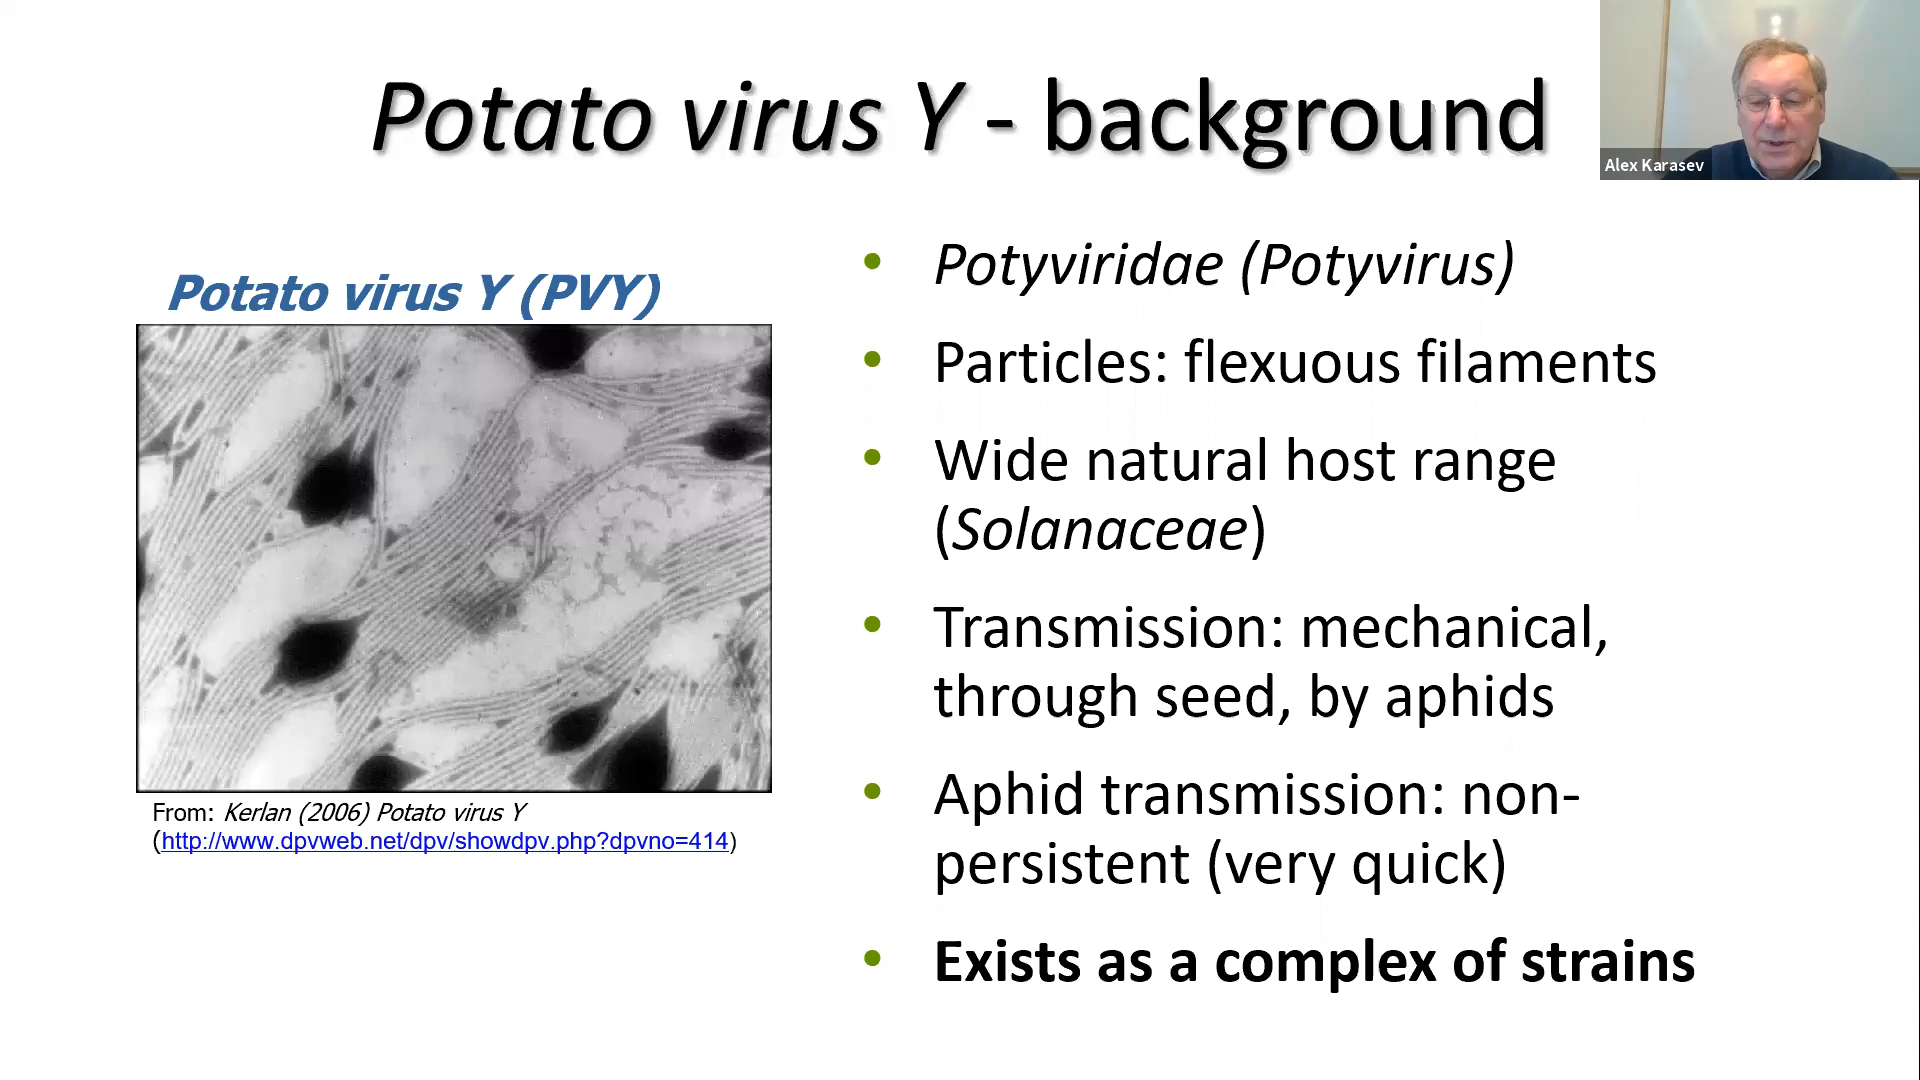 Potato virus Y - background
Alex Karasev
Potato virus Y (PVY)
From: Kerlan (2006) Potato virus Y
(http://www.dpvweb.net/dpv/showdpv.php?dpvno=414)
• Potyviridae (Potyvirus)
• Particles: flexuous filaments
• Wide natural host range
(Solanaceae)
• Transmission: mechanical,
through seed, by aphids
• Aphid transmission: non-
persistent (very quick)
• Exists as a complex of strains